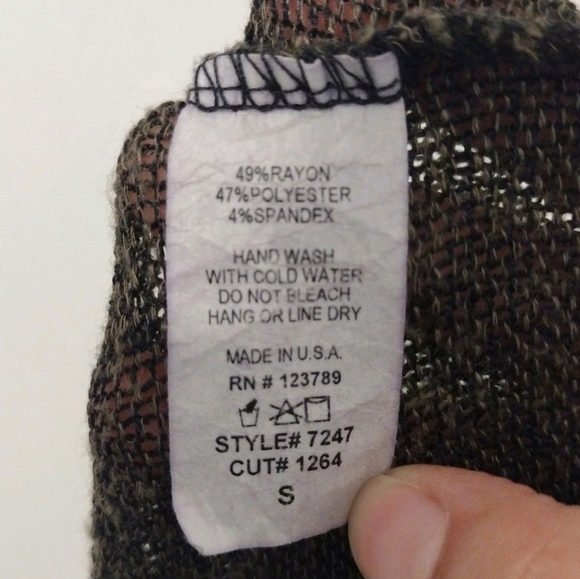 49%RAYON
47%POLYESTER
4%SPANDEX
HAND WASH
WITH COLD WATER
DO NOT BLEACH
HANG OR LINE DRY
MADE IN U.S.A.
RN # 123789
STYLE# 7247
CUT# 1264
S